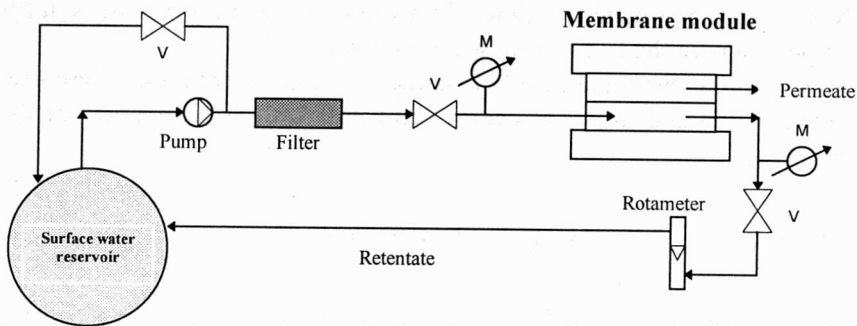 Membrane module
M
V
V
Permeate
Pump
Filter
M
Rotameter
V
Surface water
reservoir
Retentate